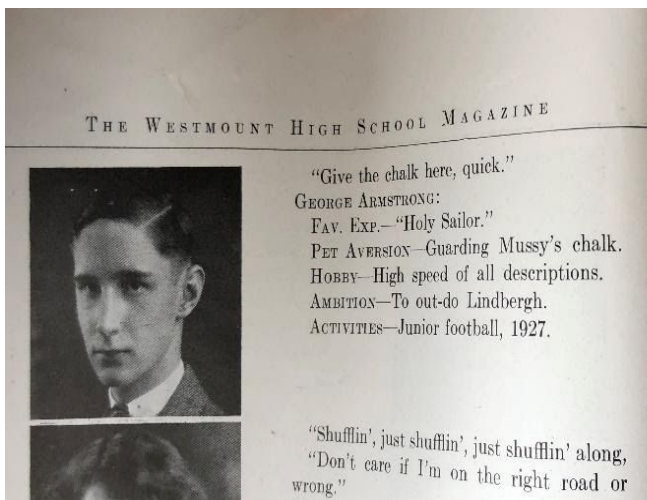 THE WESTMOUNT HIGH SCHOOL MAGAZINE
"Give the chalk here, quick."
GEORGE ARMSTRONG:
FAV. EXP.—"Holy Sailor."
PET AVERSION—Guarding Mussy's chalk.
HOBBY—High speed of all descriptions.
AMBITION—To out-do Lindbergh.
ACTIVITIES—Junior football, 1927.
"Shufflin', just shufflin', just shufflin' along,
"Don't care if I'm on the right road or
wrong."